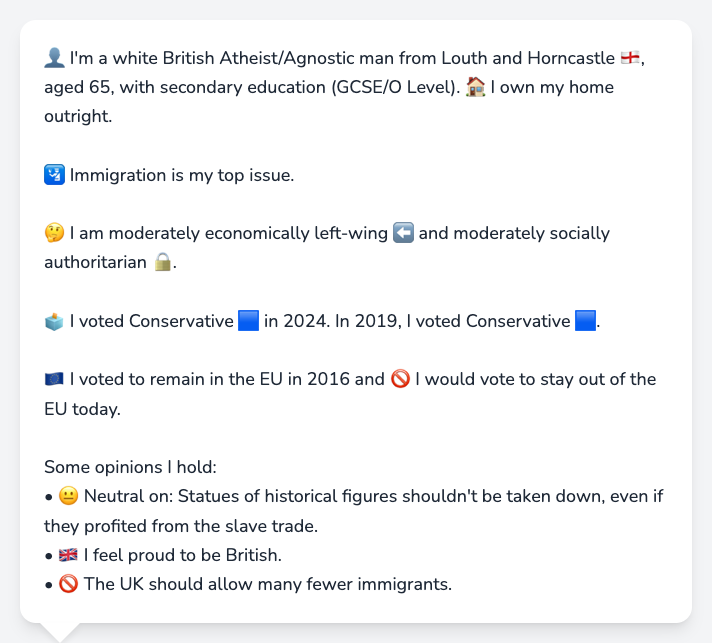 👤 I'm a white British Atheist/Agnostic man from Louth and Horncastle 🏴󠁧󠁢󠁥󠁮󠁧󠁿,
aged 65, with secondary education (GCSE/O Level). 🏠 I own my home
outright.
🛂 Immigration is my top issue.
🤔 I am moderately economically left-wing ⬅️ and moderately socially
authoritarian 🔒.
🗳️ I voted Conservative 🟦 in 2024. In 2019, I voted Conservative 🟦.
🇪🇺 I voted to remain in the EU in 2016 and 🚫 I would vote to stay out of the
EU today.
Some opinions I hold:
• 😐 Neutral on: Statues of historical figures shouldn't be taken down, even if
they profited from the slave trade.
• 🇬🇧 I feel proud to be British.
• 🚫 The UK should allow many fewer immigrants.